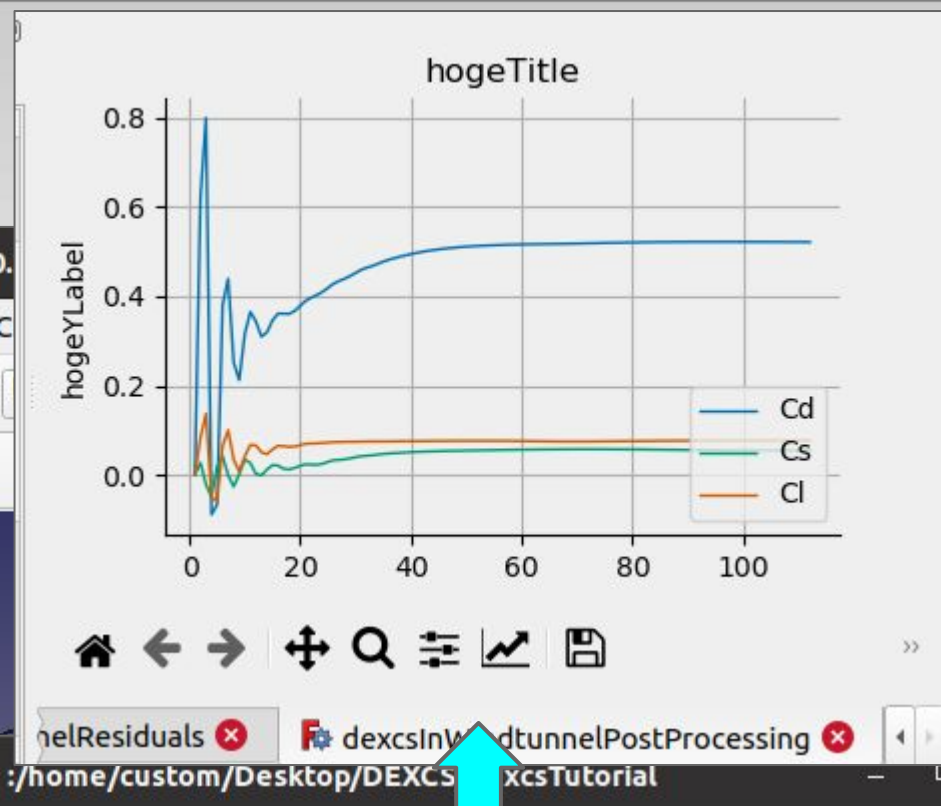 hogeTitle
0.8
0.6
0.4
0.2
0.0
hogeYLabel
0 20 40 60 80 100
Cd
Cs
Cl
»
nelResiduals dexcsInW dtunnelPostProcessing
:/home/custom/Desktop/DEXCS xcsTutorial